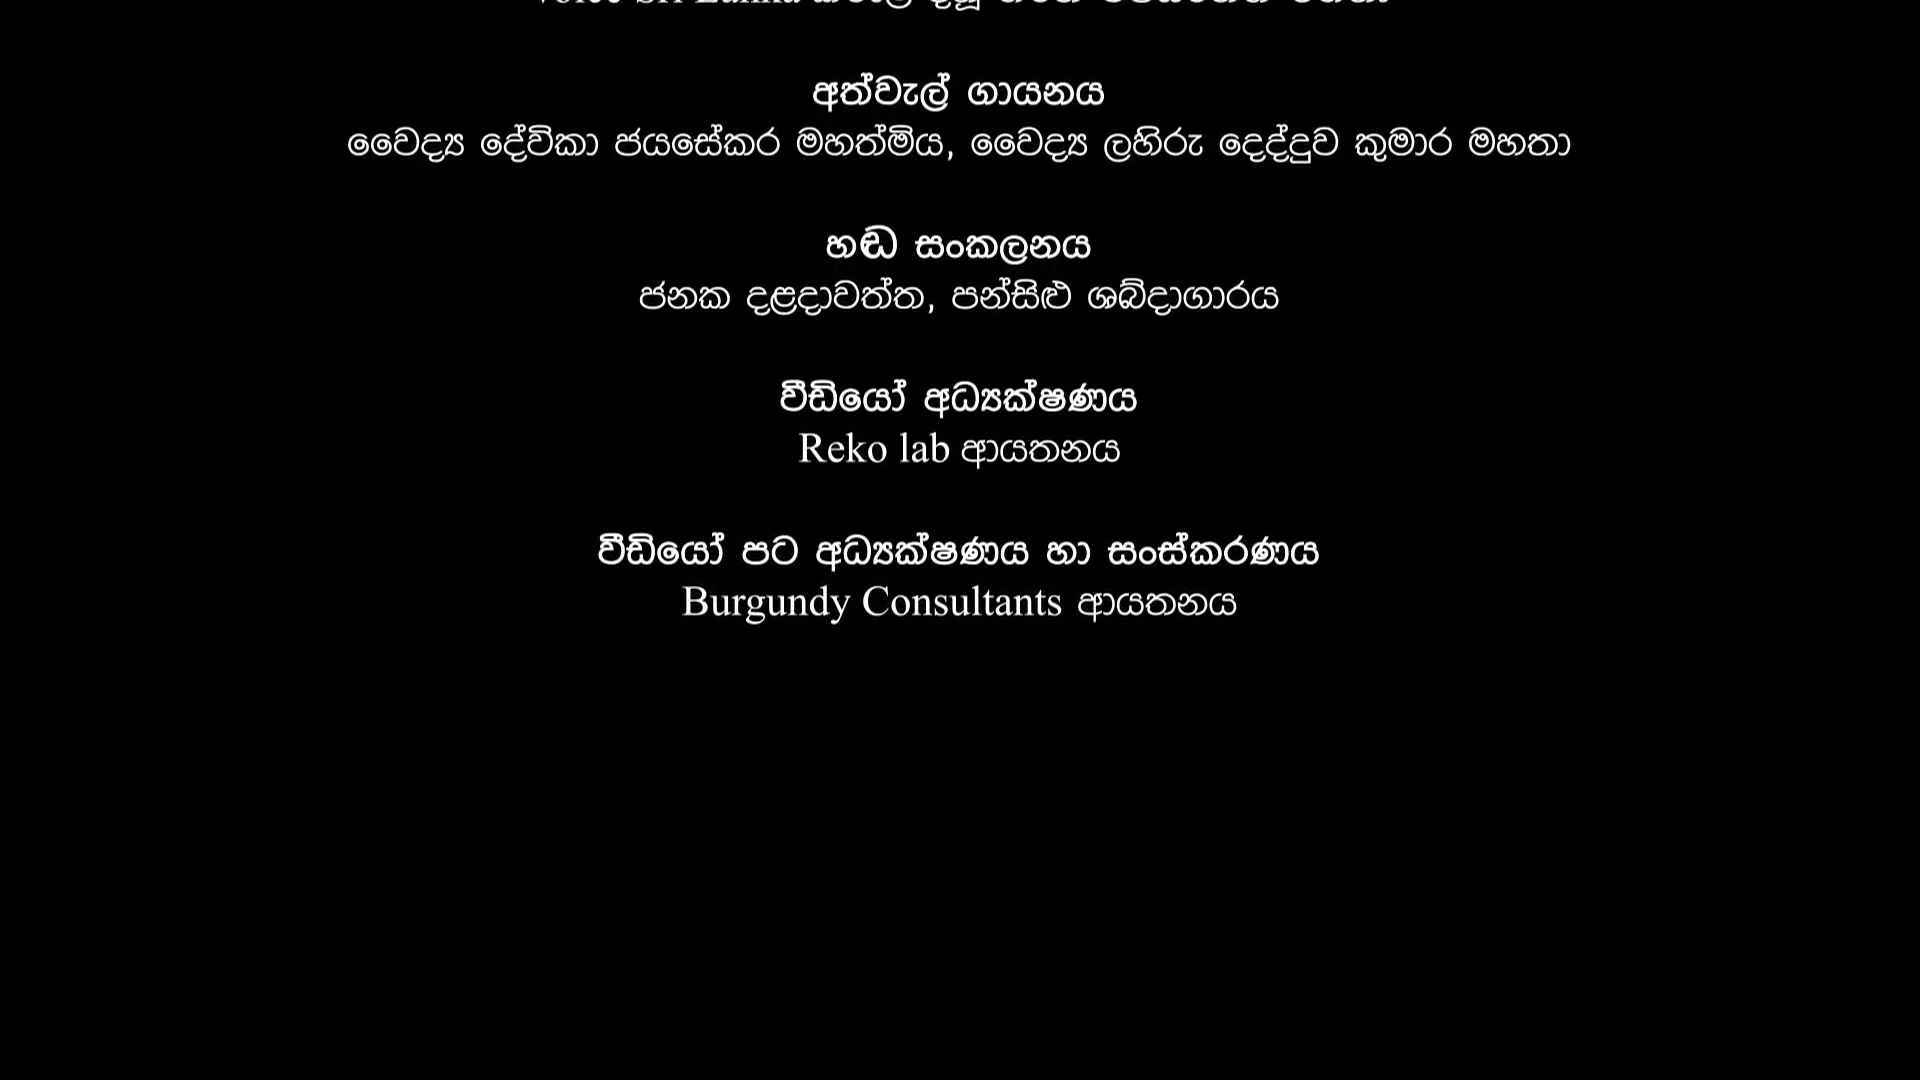 අත්වැල් ගායනය
වෛද්‍ය දේවිකා ජයසේකර මහත්මිය, වෛද්‍ය ලහිරු දෙද්දුව කුමාර මහතා
හඬ සංකලනය
ජනක දළදාවත්ත, පන්සිළු ශබ්දාගාරය
වීඩියෝ අධ්‍යක්ෂණය
Reko lab ආයතනය
වීඩියෝ පට අධ්‍යක්ෂණය හා සංස්කරණය
Burgundy Consultants ආයතනය